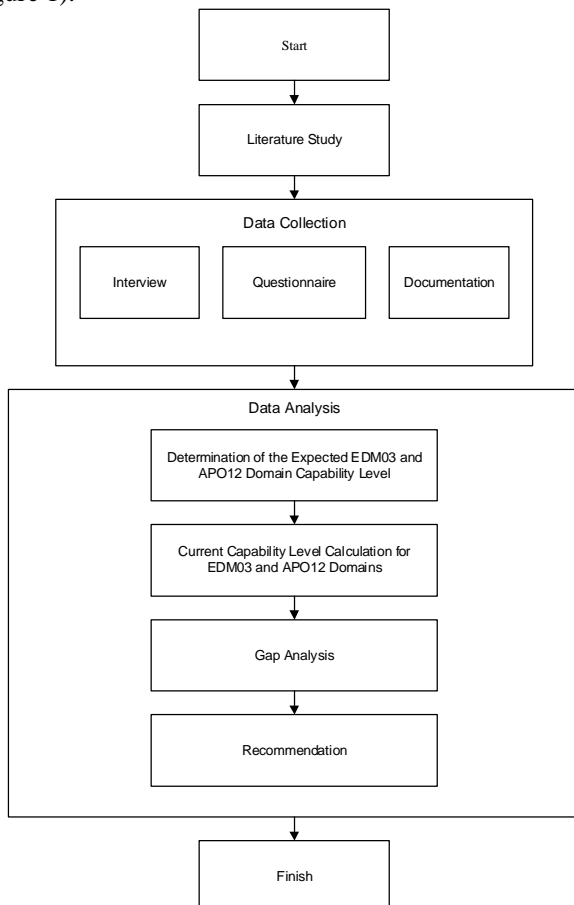 gure 1).
Start
Literature Study
Data Collection
Interview
Questionnaire
Documentation
Data Analysis
Determination of the Expected EDM03 and
APO12 Domain Capability Level
Current Capability Level Calculation for
EDM03 and APO12 Domains
Gap Analysis
Recommendation
Finish